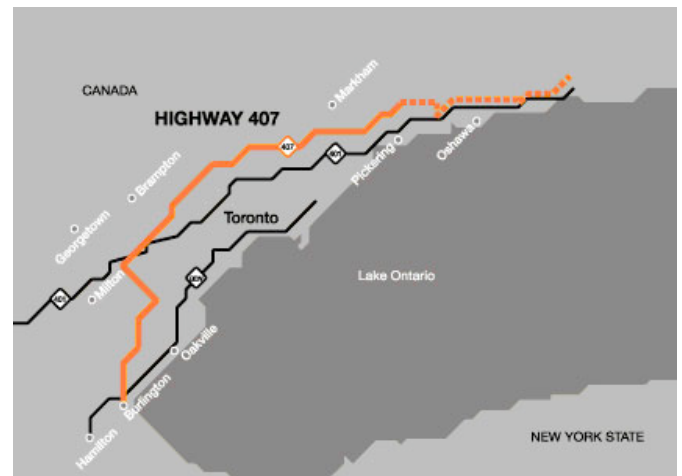 CANADA
Markham
HIGHWAY 407
407
401
Brampton
Pickering
Oshawa
Georgetown
Toronto
Lake Ontario
401
Milton
Oakville
Burlington
Hamilton
NEW YORK STATE